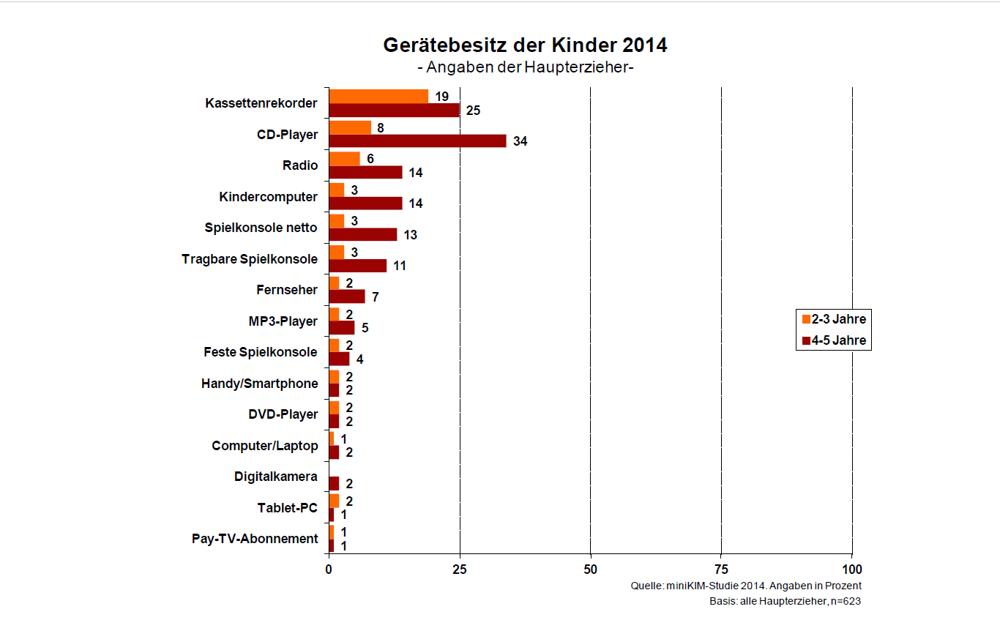 Gerätebesitz der Kinder 2014
- Angaben der Haupterzieher-
Kassettenrekorder
19
25
CD-Player
8
34
Radio
6
14
Kindercomputer
3
14
Spielkonsole netto
3
13
Tragbare Spielkonsole
3
11
Fernseher
2
7
MP3-Player
2
5
Feste Spielkonsole
2
4
Handy/Smartphone
2
2
DVD-Player
2
2
Computer/Laptop
1
2
Digitalkamera
2
Tablet-PC
2
1
Pay-TV-Abonnement
1
1
2-3 Jahre
4-5 Jahre
0 25 50 75 100
Quelle: miniKIM-Studie 2014. Angaben in Prozent
Basis: alle Haupterzieher, n=623